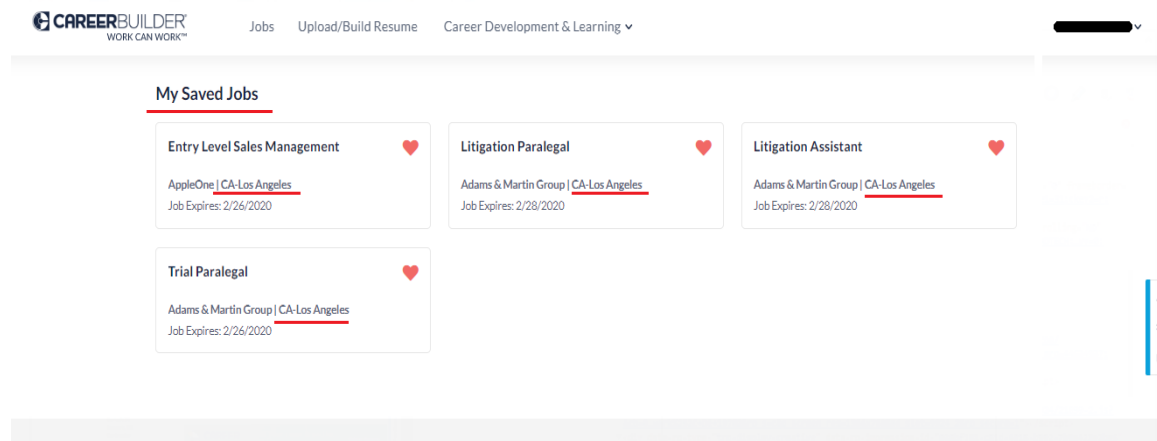 CAREERBUILDER®
WORK CAN WORK™
Jobs
Upload/Build Resume
Career Development & Learning
My Saved Jobs
Entry Level Sales Management
AppleOne | CA-Los Angeles
Job Expires: 2/26/2020
Litigation Paralegal
Adams & Martin Group | CA-Los Angeles
Job Expires: 2/28/2020
Litigation Assistant
Adams & Martin Group | CA-Los Angeles
Job Expires: 2/28/2020
Trial Paralegal
Adams & Martin Group | CA-Los Angeles
Job Expires: 2/26/2020